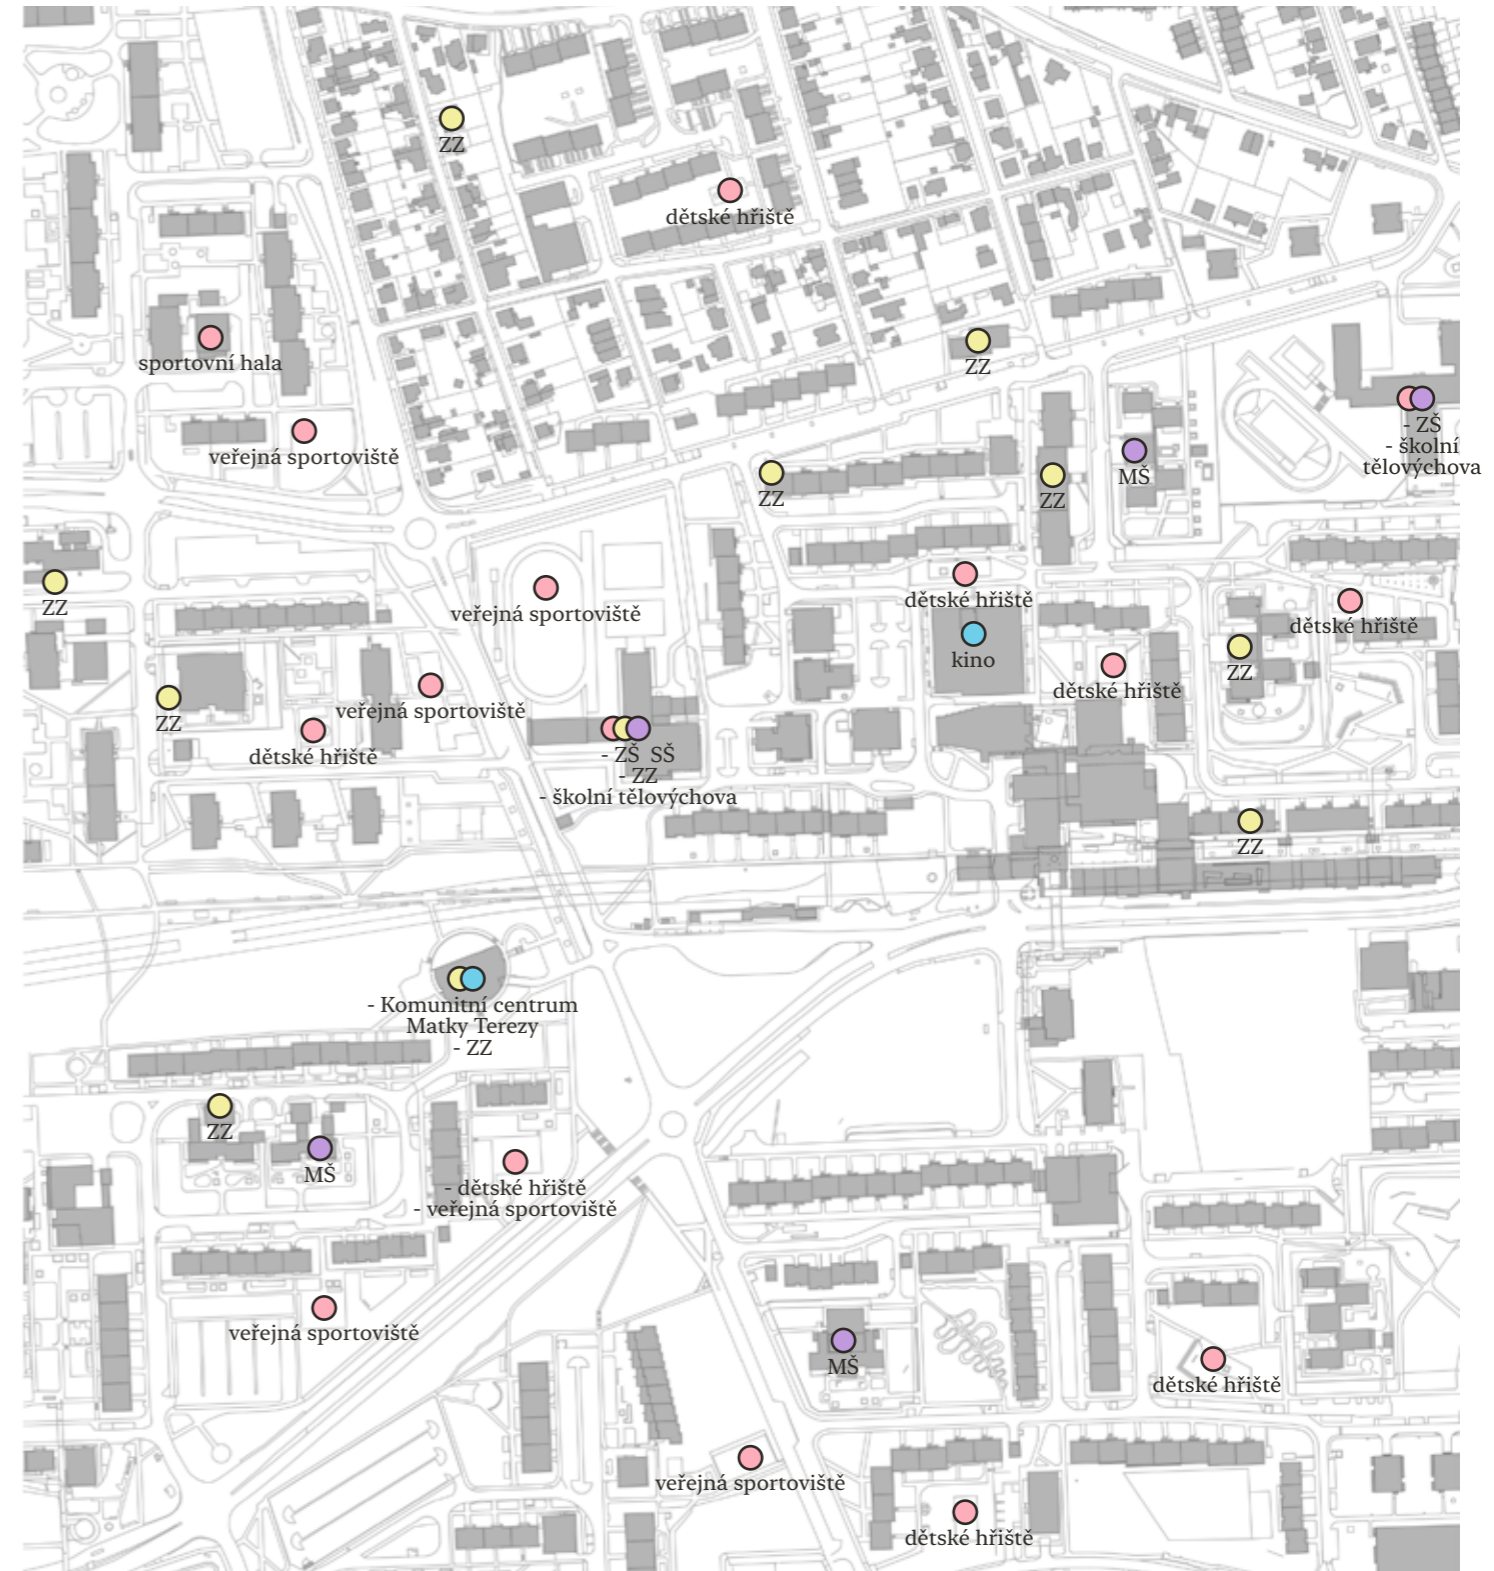 ZZ
dětské hřiště
sportovní hala
ZZ
veřejná sportoviště
- ZŠ
- školní
tělovýchova
ZZ
ZZ
MŠ
ZZ
veřejná sportoviště
dětské hřiště
dětské hřiště
kino
ZZ
dětské hřiště
ZZ
veřejná sportoviště
dětské hřiště
- ZŠ SŠ
- ZZ
- školní tělovýchova
ZZ
- Komunitní centrum
Matky Terezy
- ZZ
ZZ
MŠ
- dětské hřiště
- veřejná sportoviště
veřejná sportoviště
MŠ
dětské hřiště
veřejná sportoviště
dětské hřiště